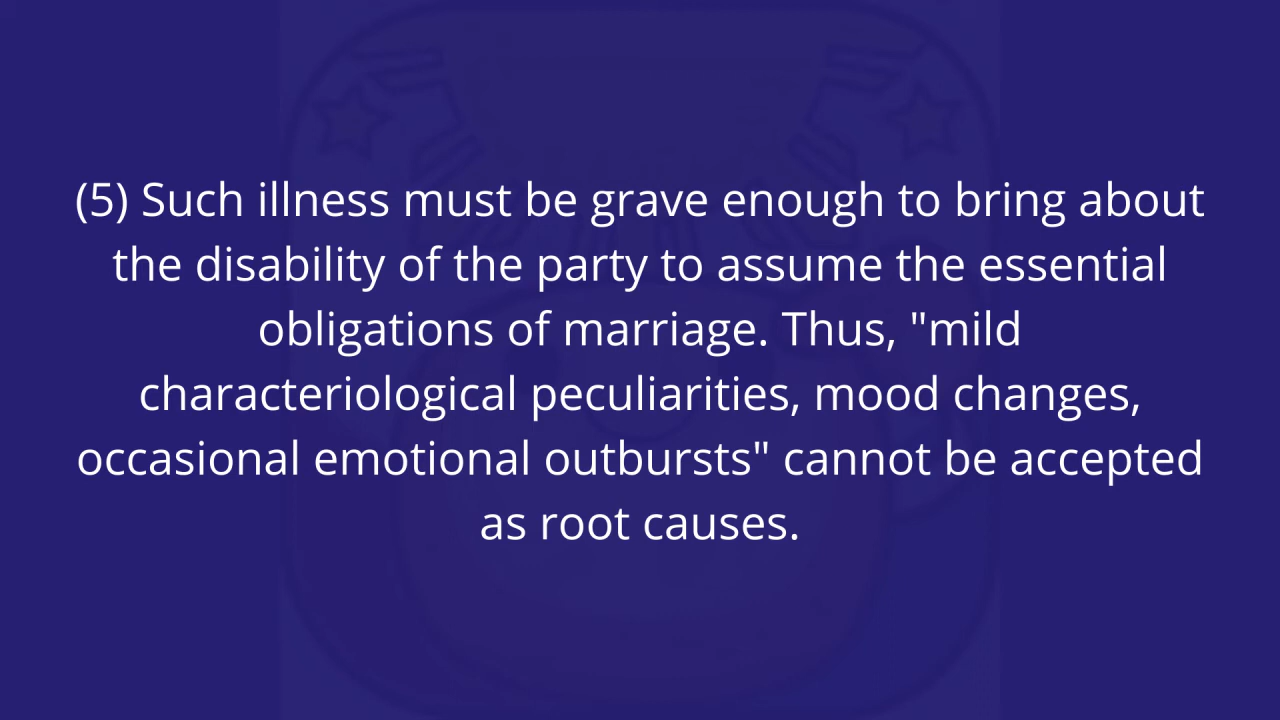 (5) Such illness must be grave enough to bring about
the disability of the party to assume the essential
obligations of marriage. Thus, "mild
characteriological peculiarities, mood changes,
occasional emotional outbursts" cannot be accepted
as root causes.